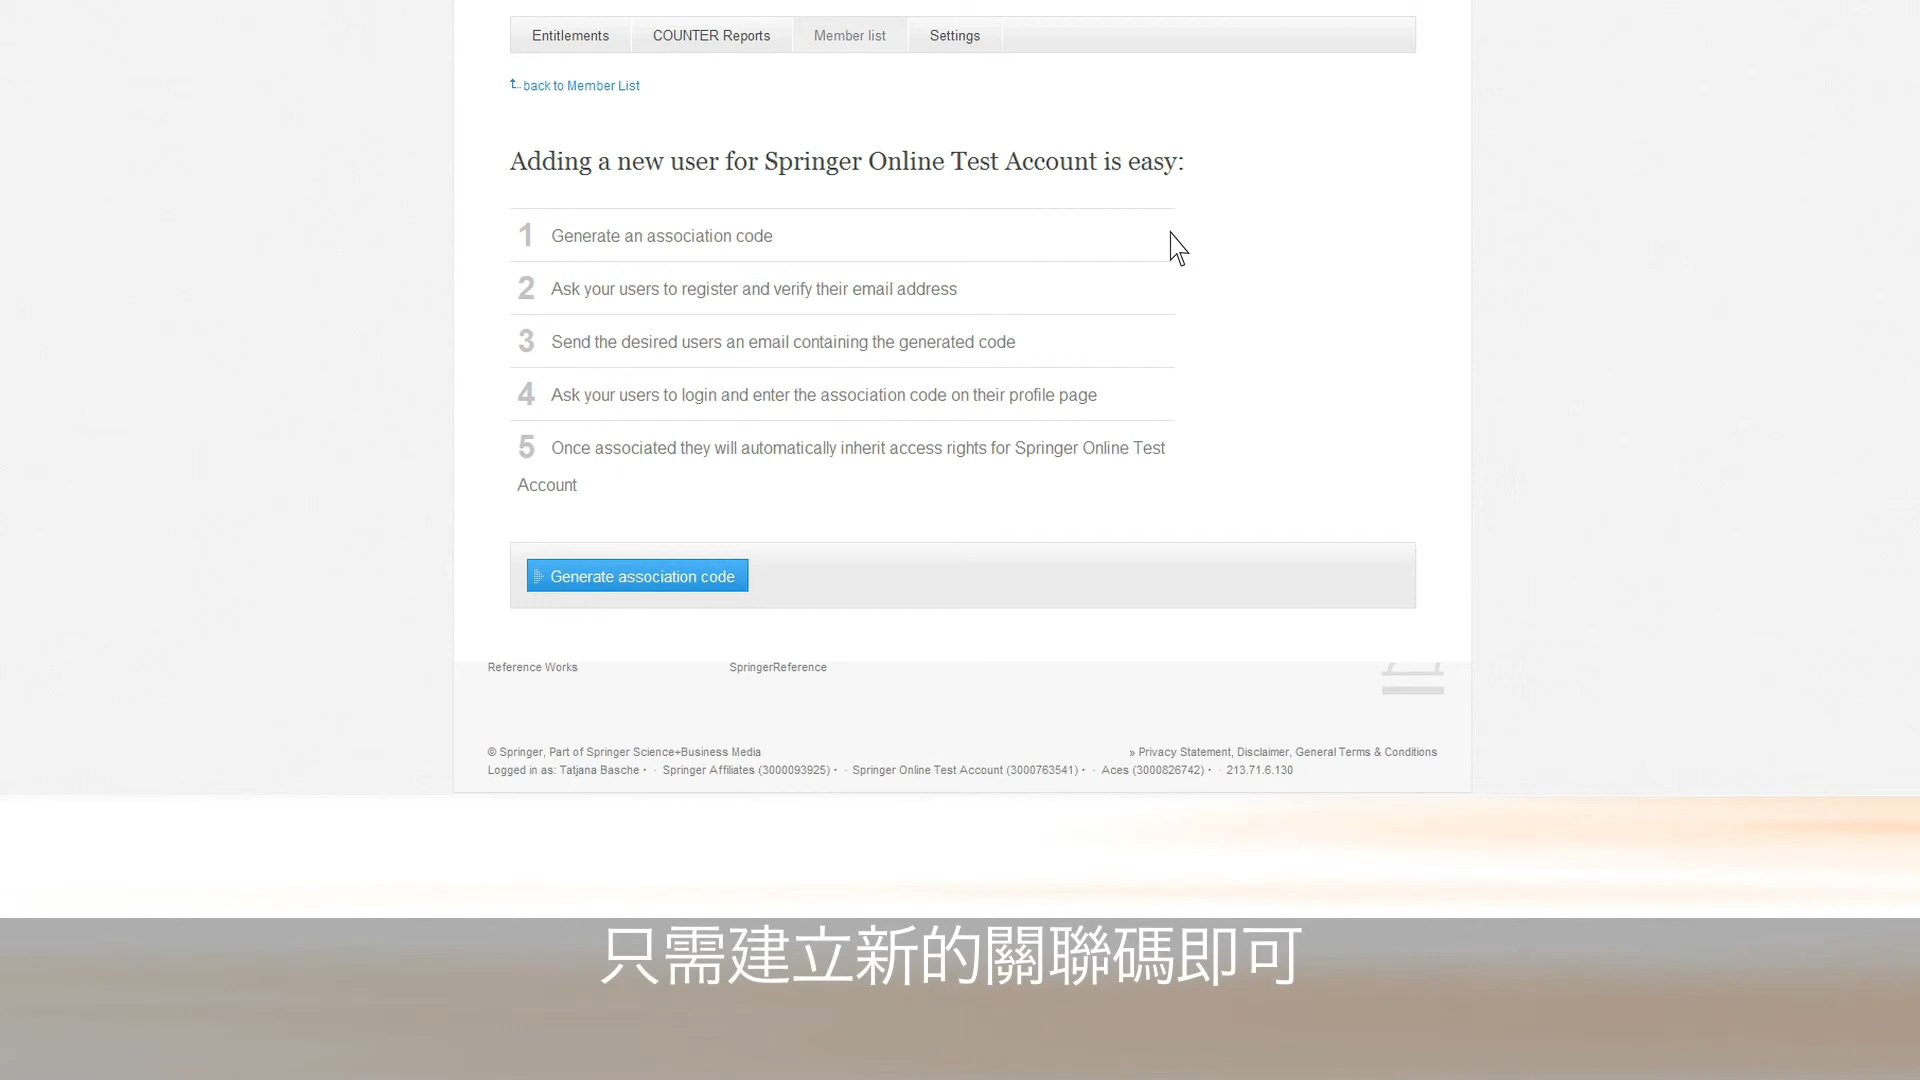 Entitlements COUNTER Reports Member list Settings
back to Member List
Adding a new user for Springer Online Test Account is easy:
1 Generate an association code
2 Ask your users to register and verify their email address
3 Send the desired users an email containing the generated code
4 Ask your users to login and enter the association code on their profile page
5 Once associated they will automatically inherit access rights for Springer Online Test
Account
Generate association code
Reference Works SpringerReference
© Springer, Part of Springer Science+Business Media » Privacy Statement, Disclaimer, General Terms & Conditions
Logged in as: Tatjana Basche · · Springer Affiliates (3000093925) · · Springer Online Test Account (3000763541) · · Aces (3000826742) · · 213.71.6.130
只需建立新的關聯碼即可